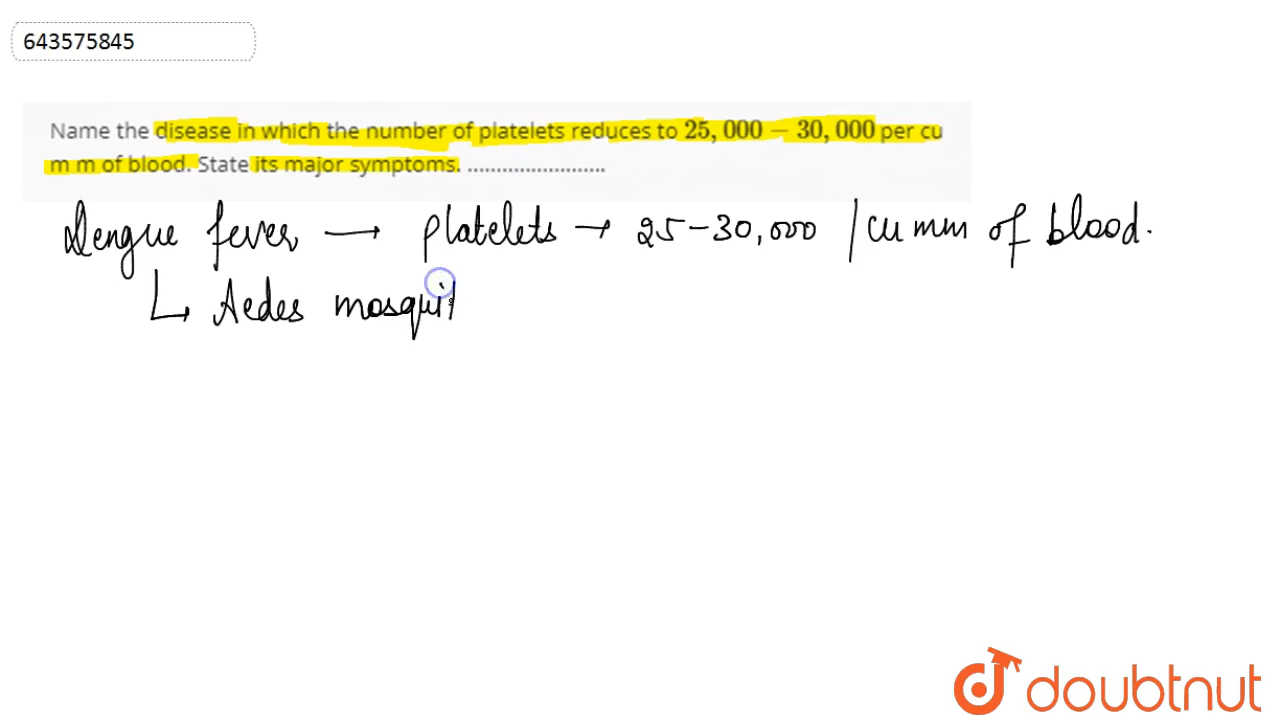 643575845
Name the disease in which the number of platelets reduces to 25, 000 − 30, 000 per cu
m m of blood. State its major symptoms. ........................
Dengue fever → platelets → 25-30,000 /cu mm of blood.
↳ Aedes mosquit
doubtnut